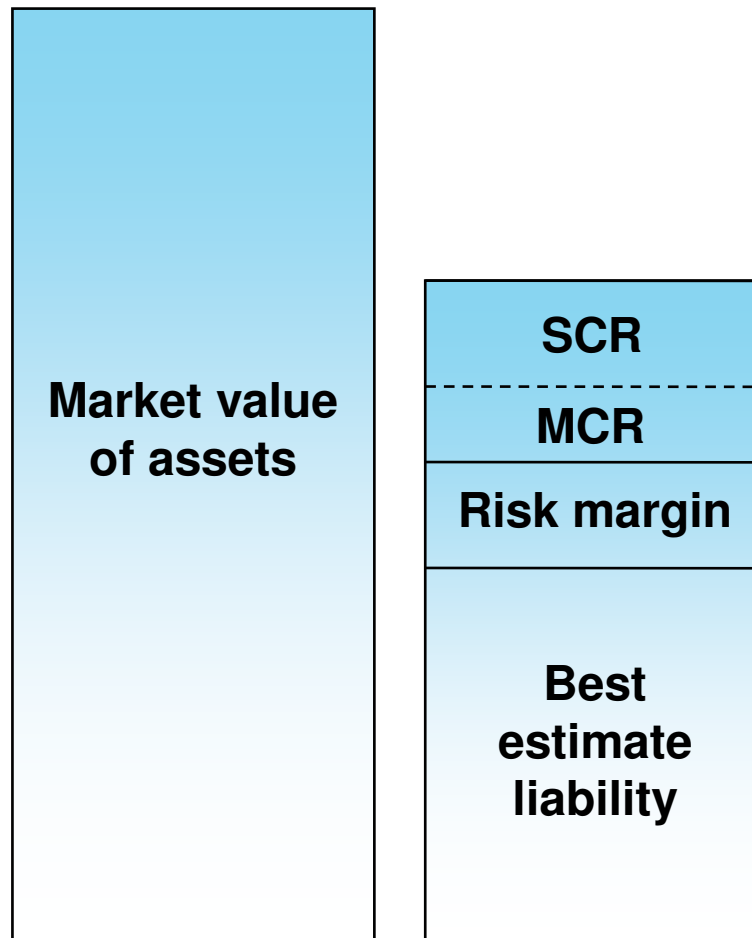 Market value
of assets
SCR
MCR
Risk margin
Best
estimate
liability